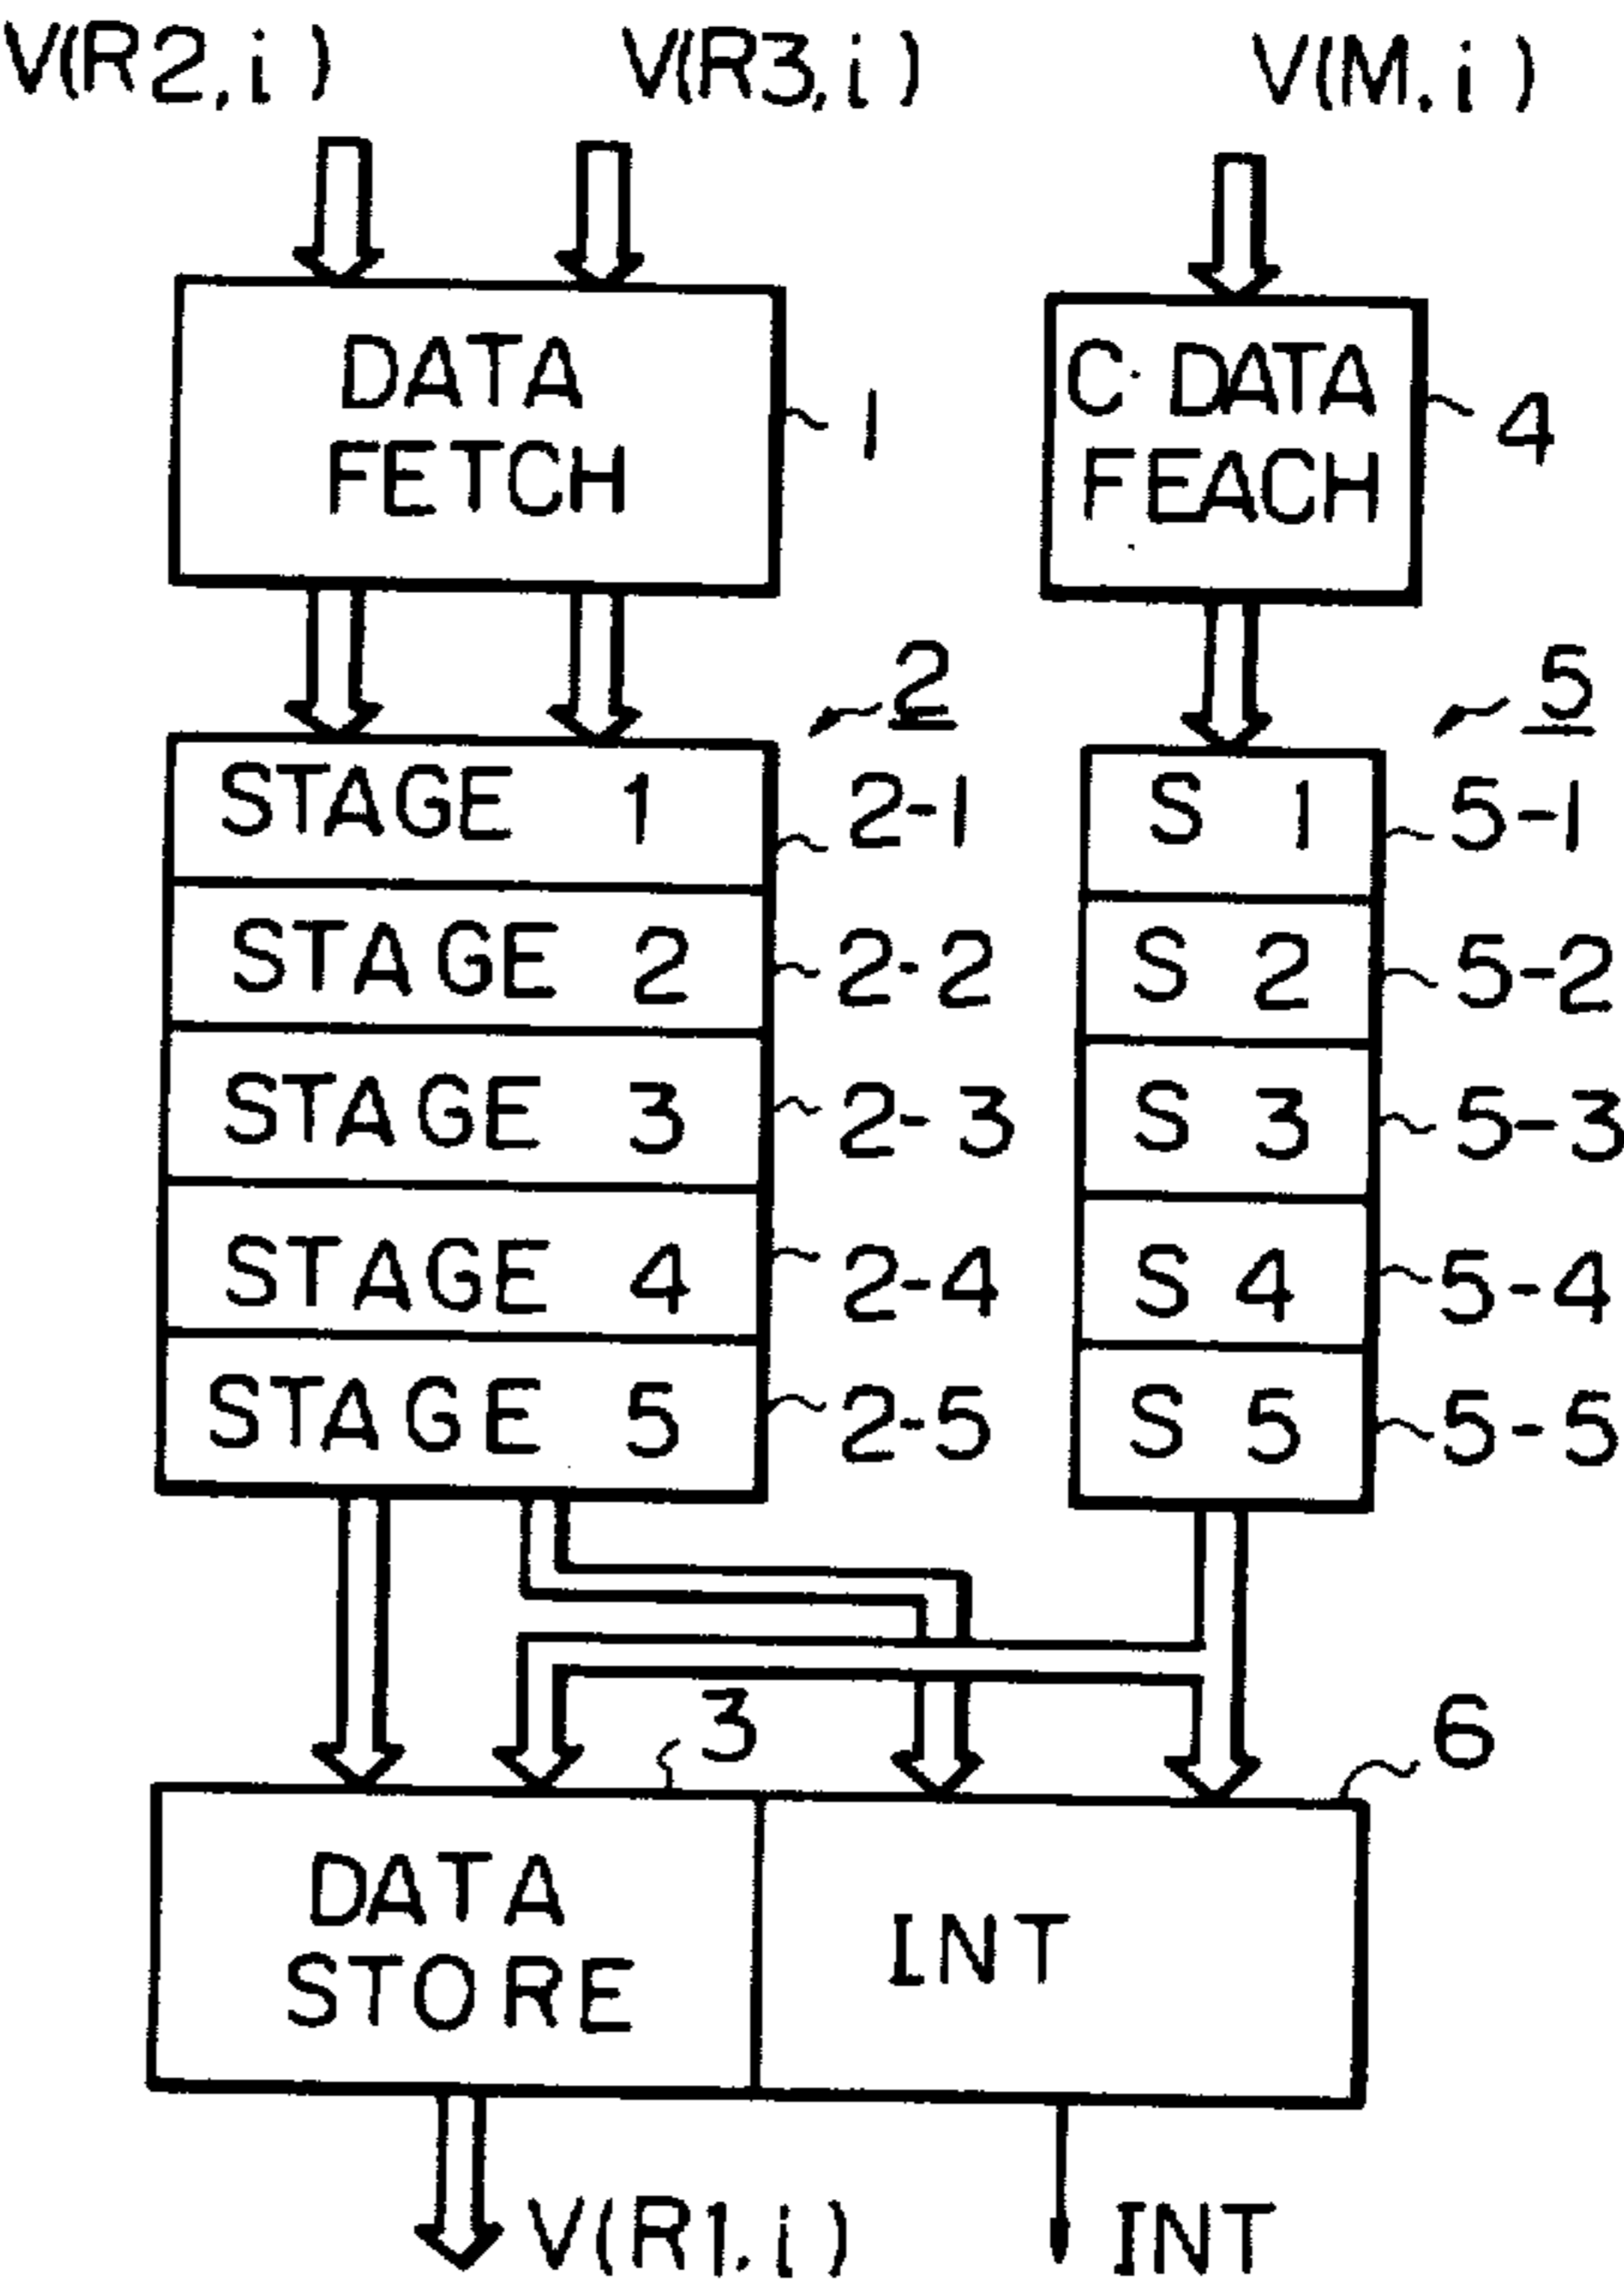 V(R2,i)
V(R3,i)
V(M,i)
DATA
FETCH
1
C·DATA
FEACH
4
2
5
STAGE 1
2-1
S 1
5-1
STAGE 2
2-2
S 2
5-2
STAGE 3
2-3
S 3
5-3
STAGE 4
2-4
S 4
5-4
STAGE 5
2-5
S 5
5-5
3
6
DATA
STORE
INT
V(R1,i)
INT